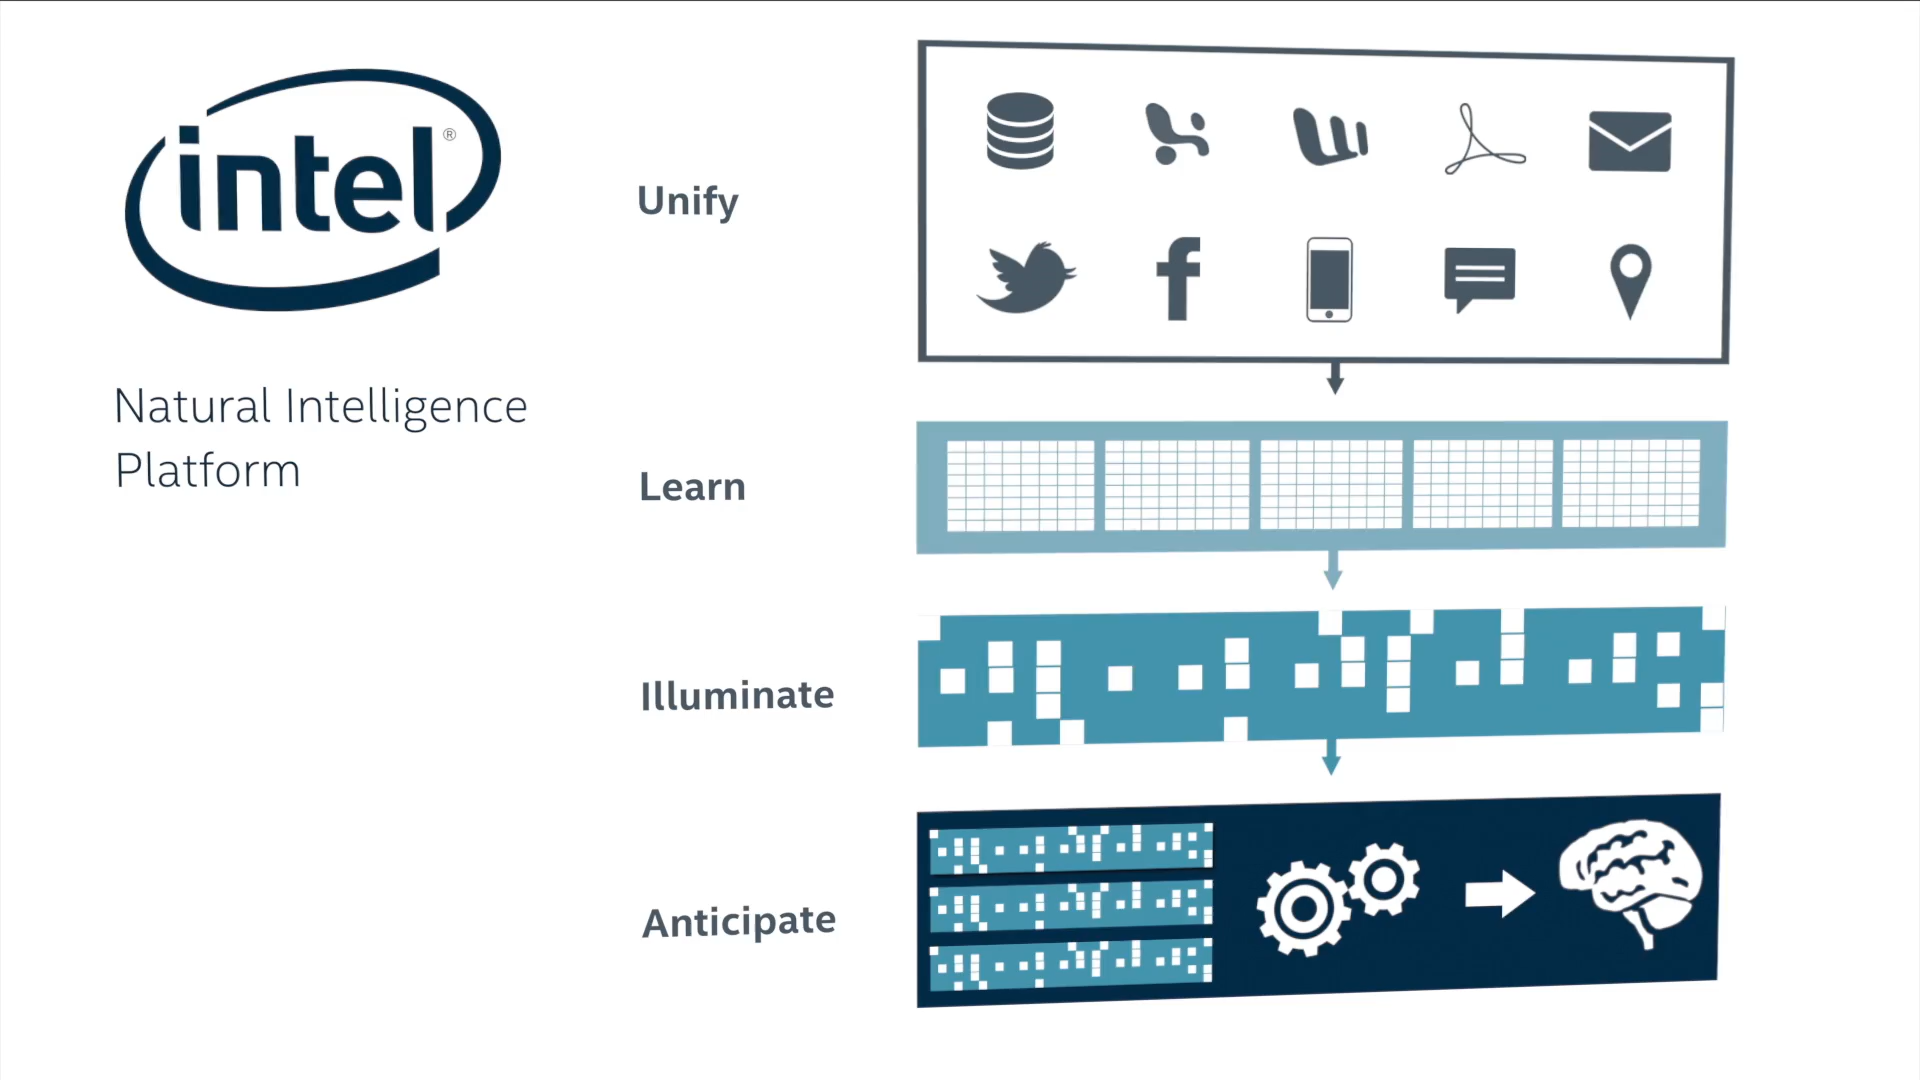 intel®
Natural Intelligence
Platform
Unify
Learn
Illuminate
Anticipate